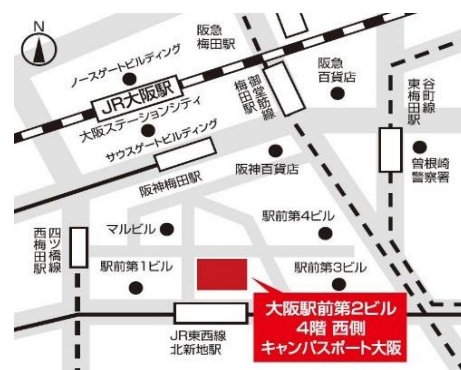 N
阪急
梅田駅
ノースゲートビルディング
JR大阪駅
大阪ステーションシティ
サウスゲートビルディング
阪神梅田駅
御堂筋線
梅田駅
阪急
百貨店
谷町線
東梅田駅
曽根崎
警察署
阪神百貨店
四ツ橋線
西梅田駅
マルビル
駅前第4ビル
駅前第1ビル
駅前第3ビル
JR東西線
北新地駅
大阪駅前第2ビル
4階 西側
キャンパスポート大阪